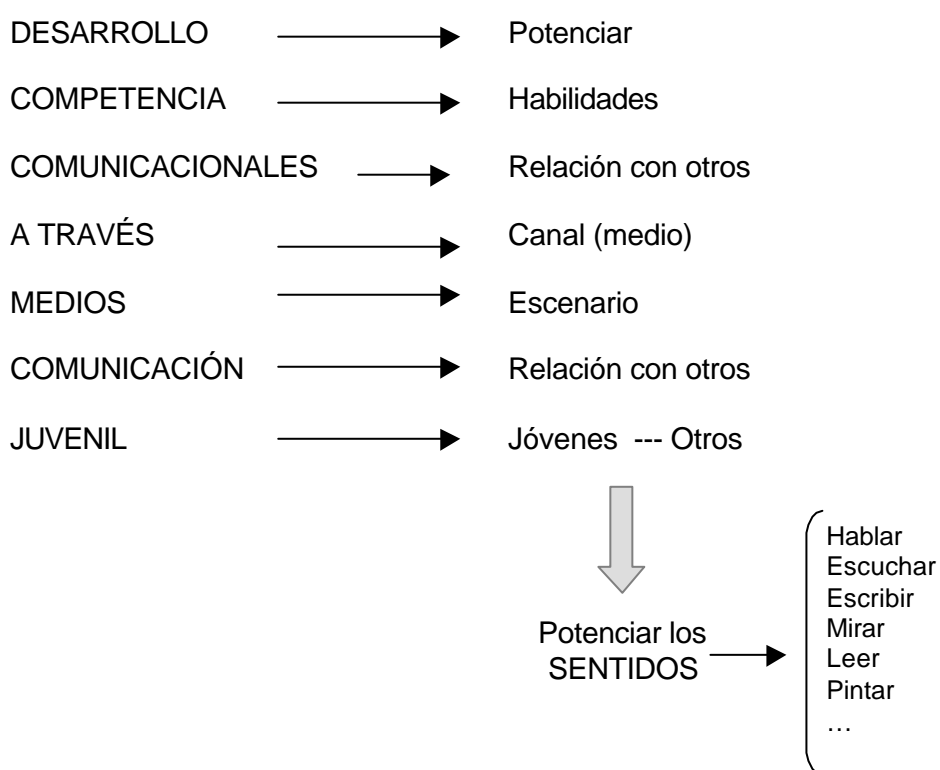 DESARROLLO Potenciar
COMPETENCIA Habilidades
COMUNICACIONALES Relación con otros
A TRAVÉS Canal (medio)
MEDIOS Escenario
COMUNICACIÓN Relación con otros
JUVENIL Jóvenes --- Otros
Potenciar los
SENTIDOS
Hablar
Escuchar
Escribir
Mirar
Leer
Pintar
…